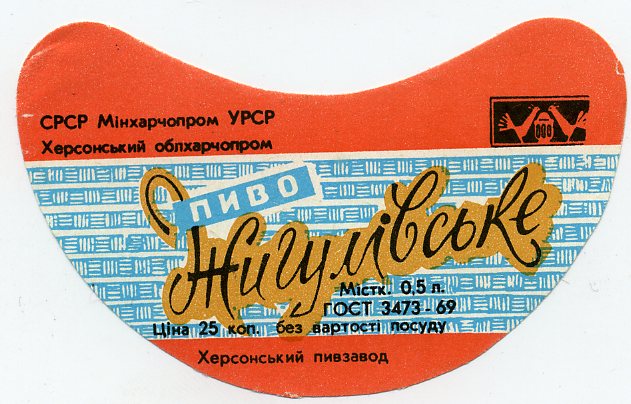 СРСР Мінхарчопром УРСР
Херсонський облхарчопром
ПИВО
Жигулівське
Містк. 0,5 л.
ГОСТ 3473-69
Ціна 25 коп. без вартості посуду
Херсонський пивзавод